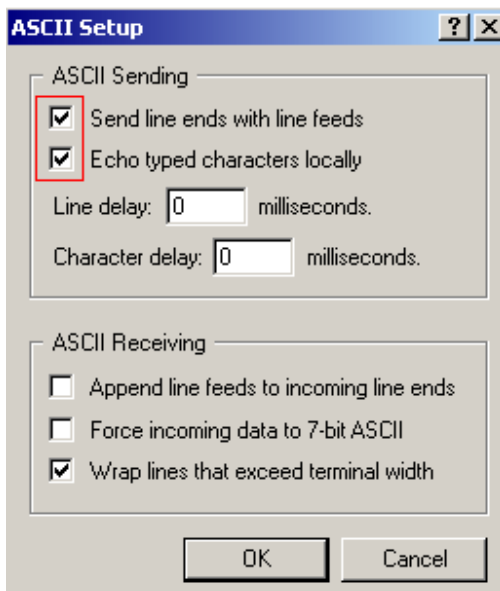 ASCII Setup
ASCII Sending
Send line ends with line feeds
Echo typed characters locally
Line delay: 0 milliseconds.
Character delay: 0 milliseconds.
ASCII Receiving
Append line feeds to incoming line ends
Force incoming data to 7-bit ASCII
Wrap lines that exceed terminal width
OK Cancel